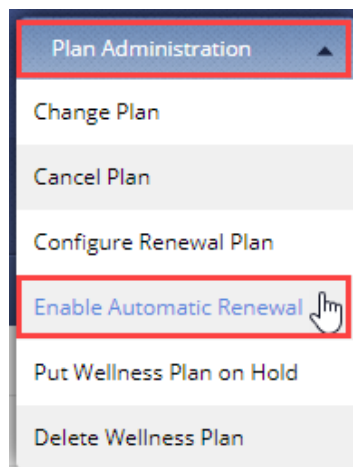 Plan Administration
Change Plan
Cancel Plan
Configure Renewal Plan
Enable Automatic Renewal
Put Wellness Plan on Hold
Delete Wellness Plan